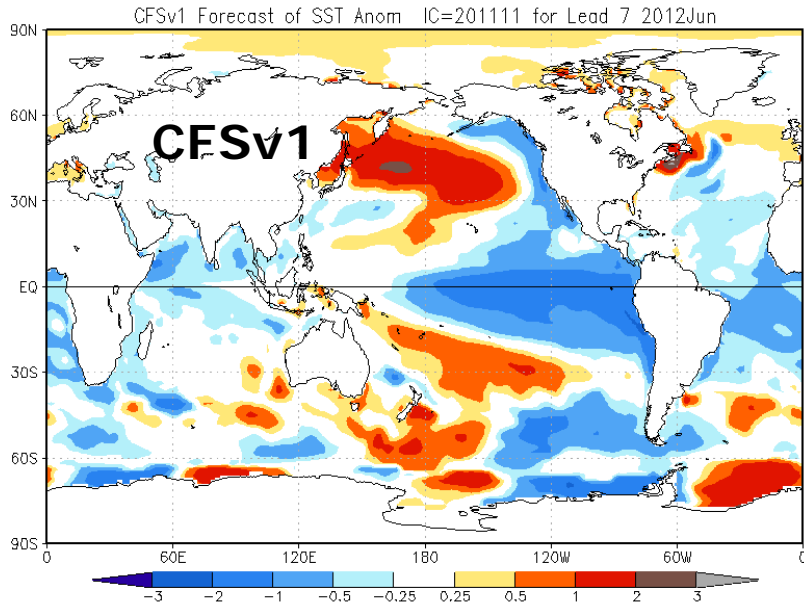 CFSv1 Forecast of SST Anom IC=201111 for Lead 7 2012Jun
90N
60N
CFSv1
30N
EQ
30S
60S
90S
0 60E 120E 180 120W 60W 0
-3 -2 -1 -0.5 -0.25 0.25 0.5 1 2 3